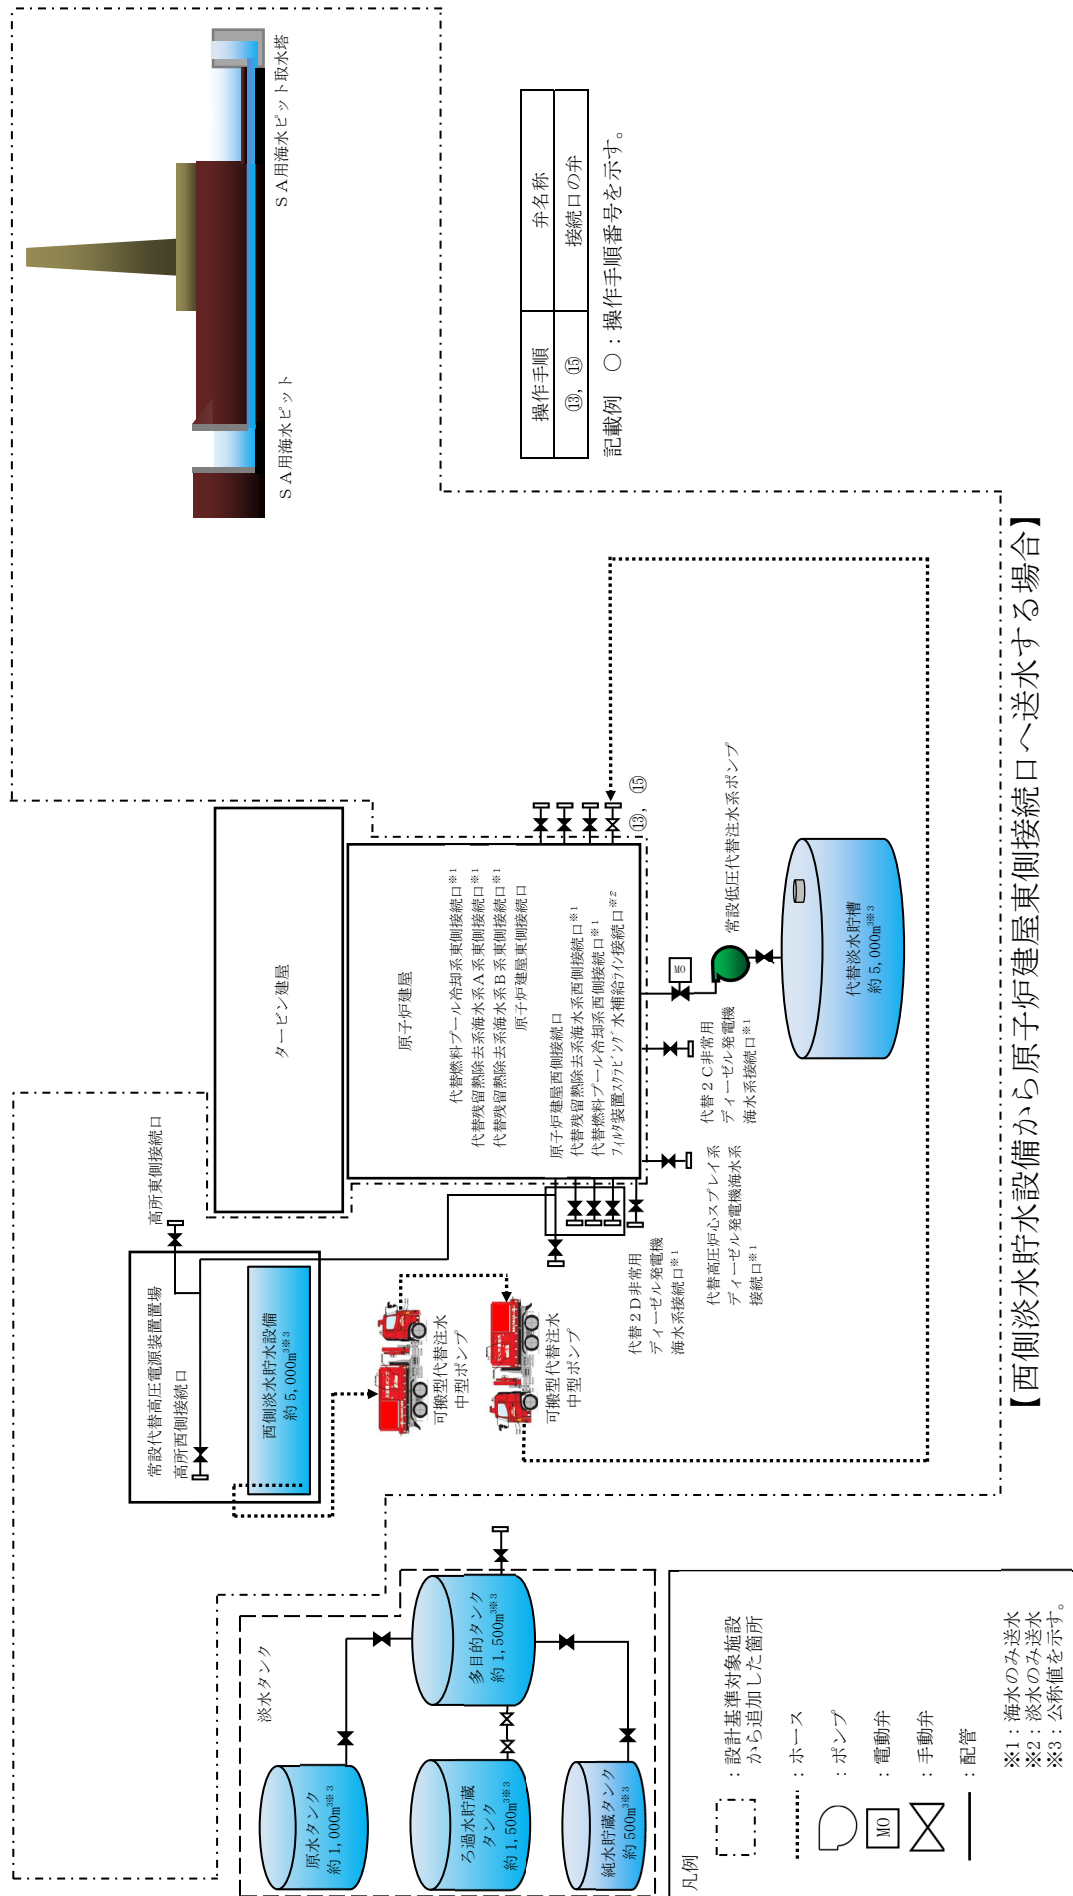 ＳＡ用海水ピット取水塔
ＳＡ用海水ピット
操作手順
弁名称
⑬，⑮
接続口の弁
記載例　○：操作手順番号を示す。
タービン建屋
原子炉建屋
代替燃料プール冷却系東側接続口※1
代替残留熱除去系海水系Ａ系東側接続口※1
代替残留熱除去系海水系Ｂ系東側接続口※1
原子炉建屋東側接続口
原子炉建屋西側接続口
代替残留熱除去系海水系西側接続口※1
代替燃料プール冷却系西側接続口※1
フィルタ装置スクラビング水補給ライン接続口※2
⑬，⑮
高所東側接続口
常設代替高圧電源装置置場
高所西側接続口
西側淡水貯水設備
約5,000m³※3
可搬型代替注水
中型ポンプ
可搬型代替注水
中型ポンプ
代替２Ｄ非常用
ディーゼル発電機
海水系接続口※1
代替高圧炉心スプレイ系
ディーゼル発電機海水系
接続口※1
代替２Ｃ非常用
ディーゼル発電機
海水系接続口※1
MO
常設低圧代替注水系ポンプ
代替淡水貯槽
約5,000m³※3
淡水タンク
原水タンク
約1,000m³※3
多目的タンク
約1,500m³※3
ろ過水貯蔵
タンク
約1,500m³※3
純水貯蔵タンク
約500m³※3
凡例
：設計基準対象施設
から追加した箇所
：ホース
：ポンプ
MO
：電動弁
：手動弁
：配管
※1：海水のみ送水
※2：淡水のみ送水
※3：公称値を示す。
【西側淡水貯水設備から原子炉建屋東側接続口へ送水する場合】